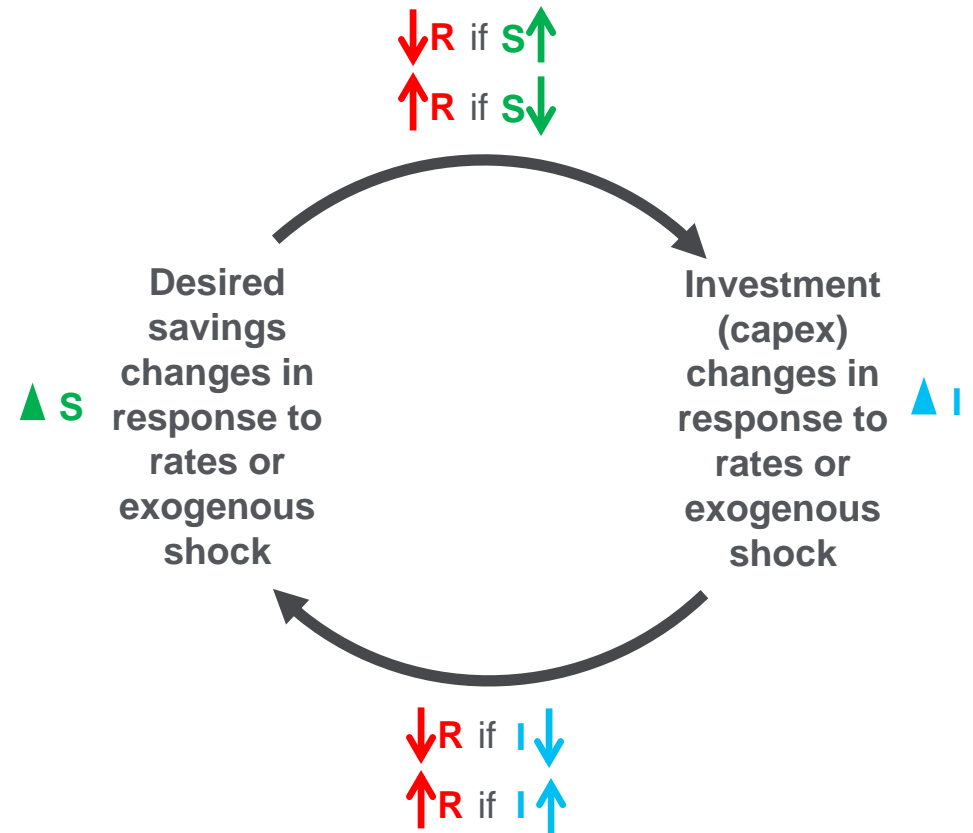 ↓R if S↑
↑R if S↓
Desired
savings
changes in
response to
rates or
exogenous
shock
▲ S
Investment
(capex)
changes in
response to
rates or
exogenous
shock
▲ I
↓R if I↓
↑R if I↑